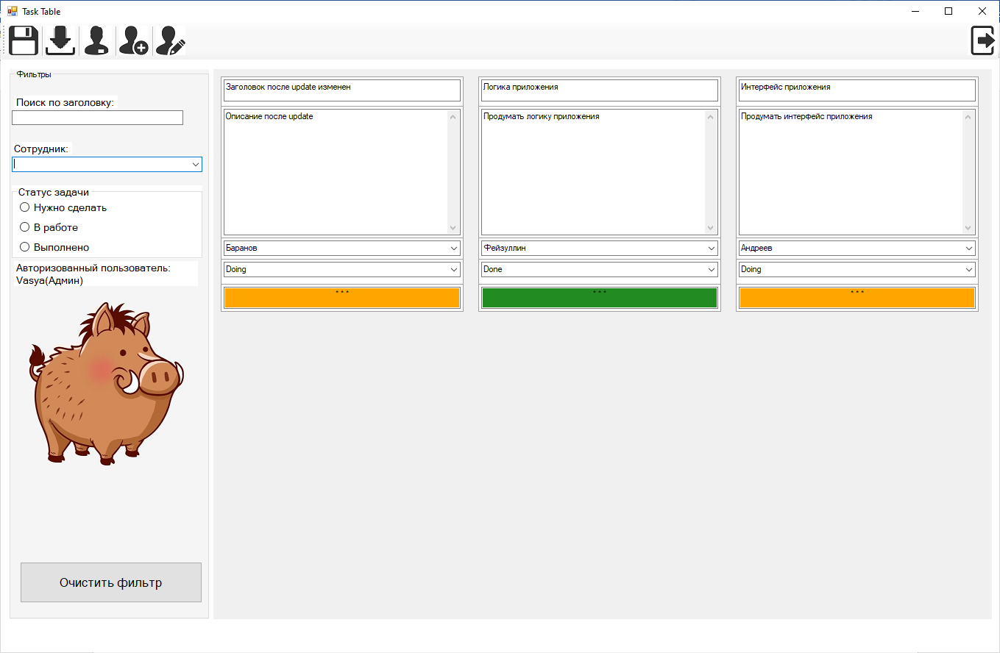 Task Table
Фильтры
Поиск по заголовку:
Сотрудник:
Статус задачи
Нужно сделать
В работе
Выполнено
Авторизованный пользователь:
Vasya(Админ)
Очистить фильтр
Заголовок после update изменен
Описание после update
Баранов
Doing
* * *
Логика приложения
Продумать логику приложения
Фейзуллин
Done
* * *
Интерфейс приложения
Продумать интерфейс приложения
Андреев
Doing
* * *